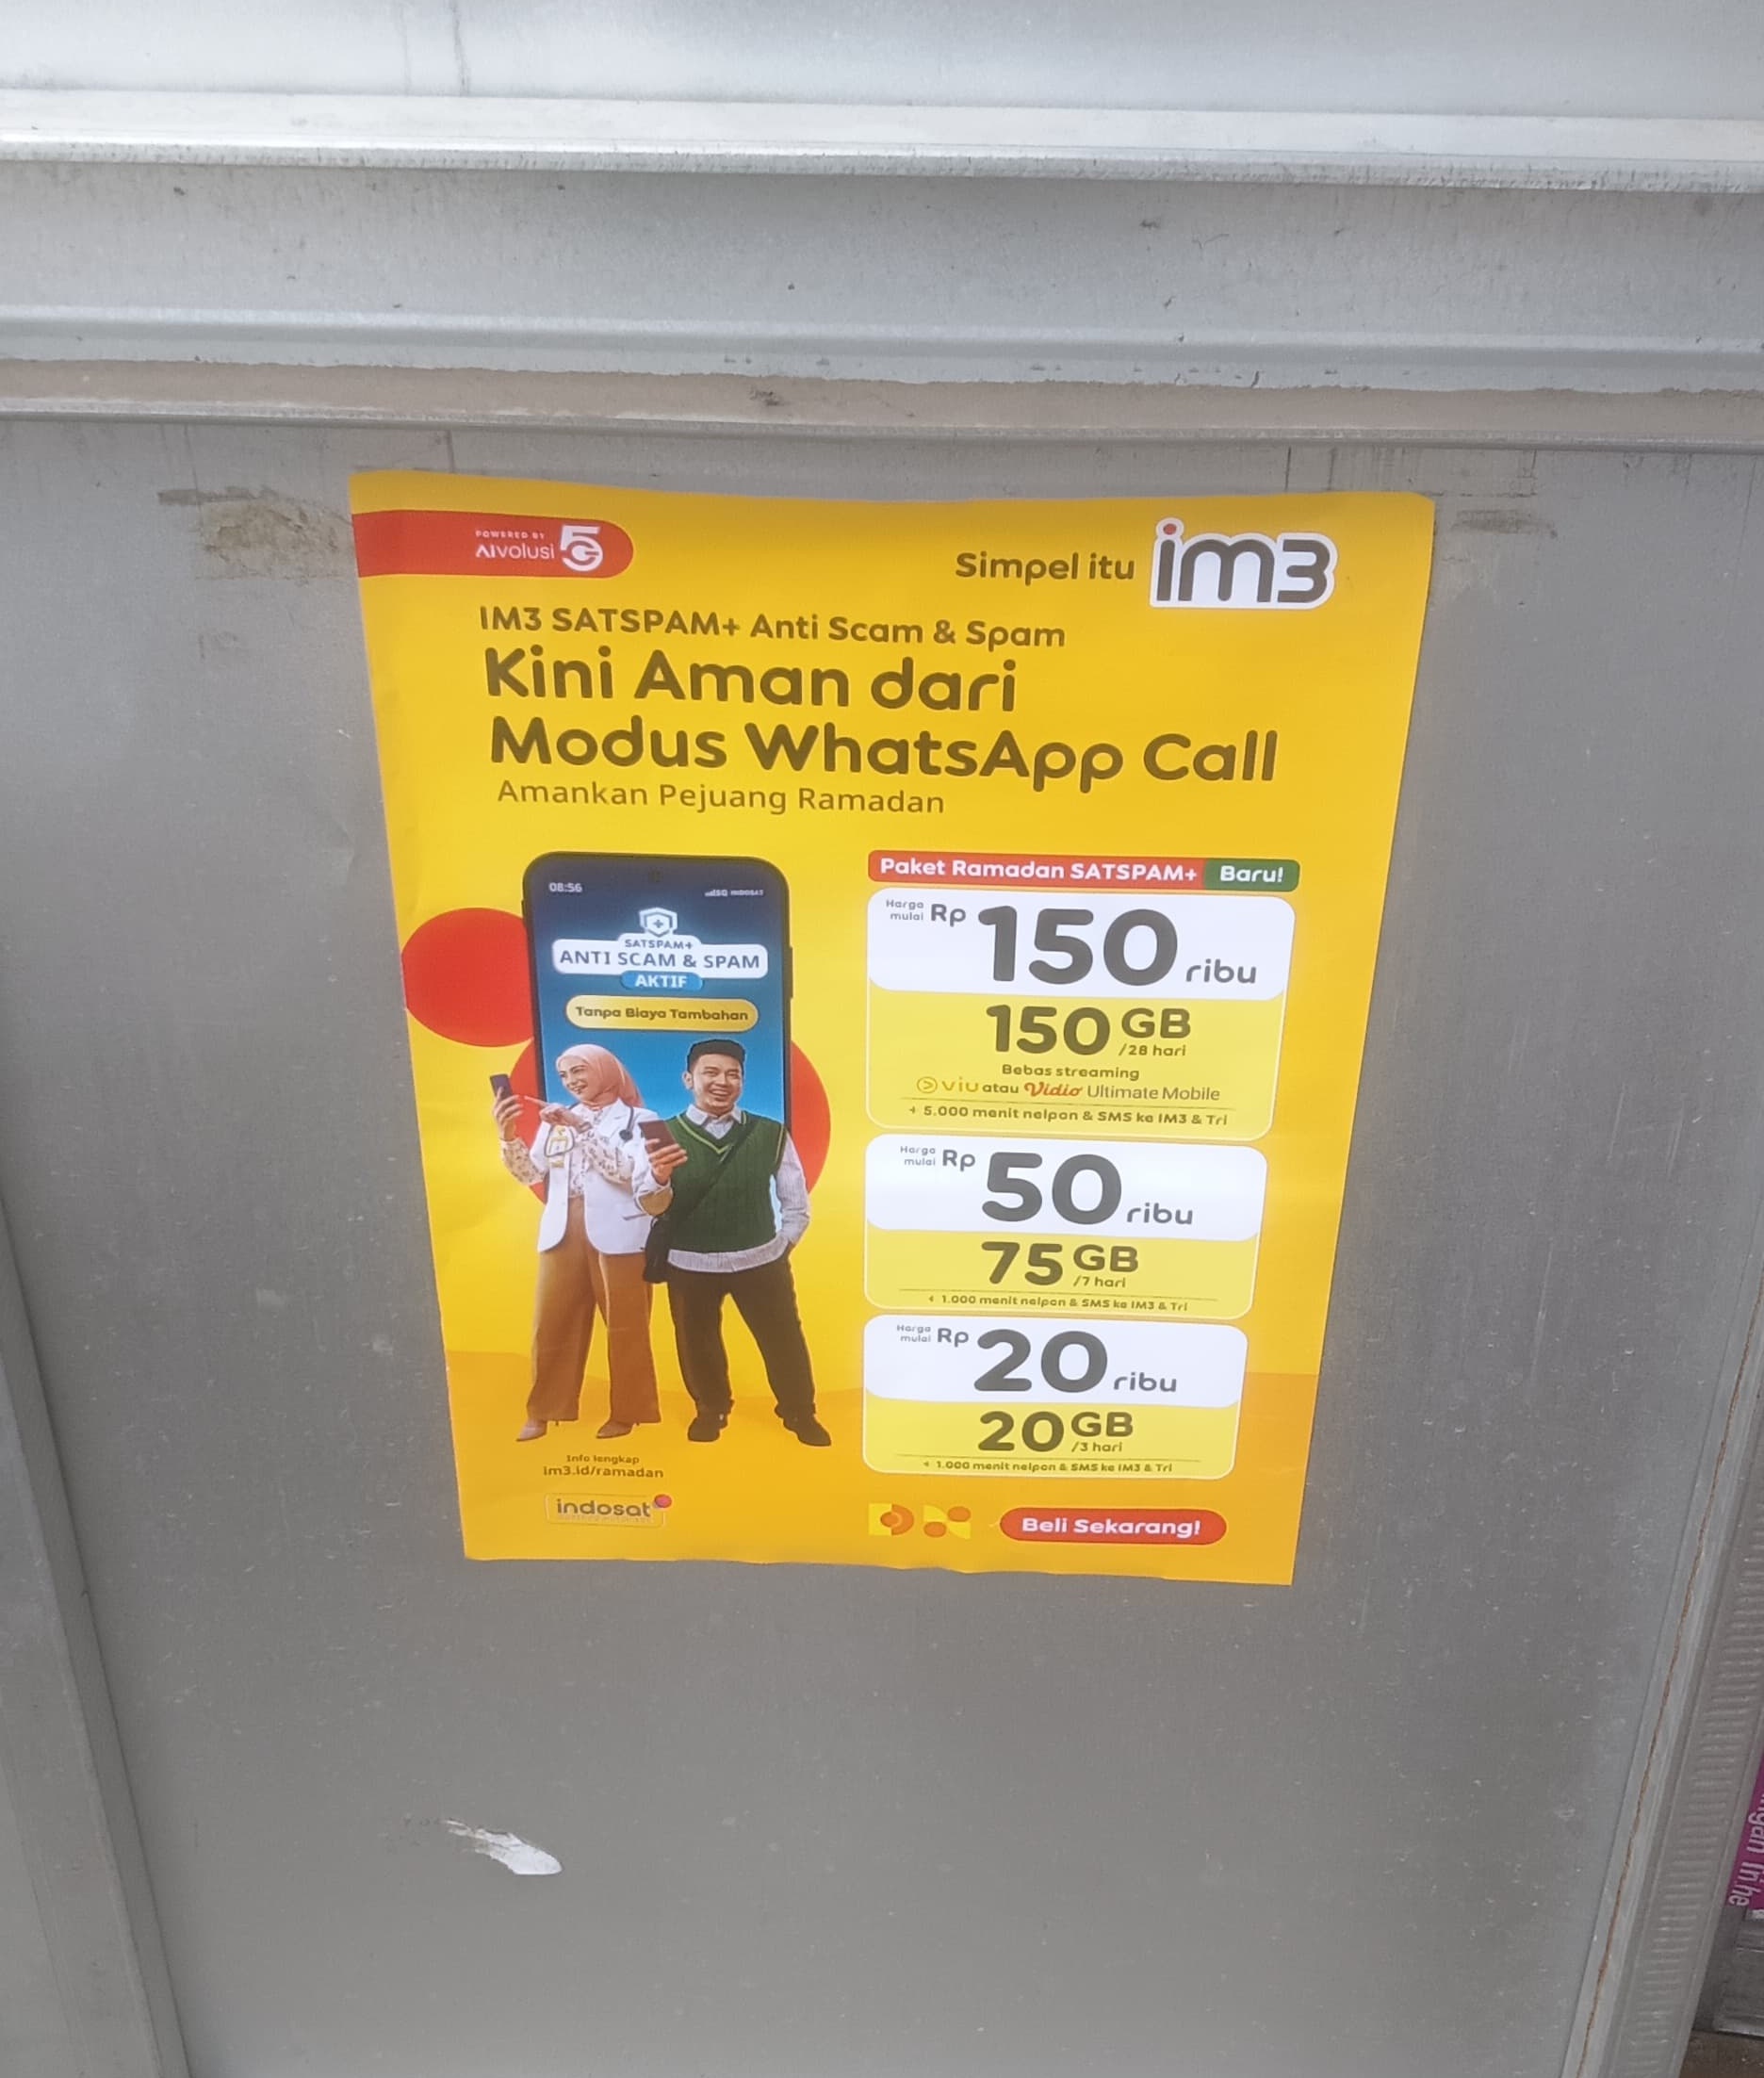 POWERED BY
AIvolusi 5G
Simpel itu im3
IM3 SATSPAM+ Anti Scam & Spam
Kini Aman dari
Modus WhatsApp Call
Amankan Pejuang Ramadan
08:56
5G INDOSAT
SATSPAM+
ANTI SCAM & SPAM
AKTIF
Tanpa Biaya Tambahan
Info lengkap
im3.id/ramadan
indosat
Paket Ramadan SATSPAM+ Baru!
Harga mulai Rp 150 ribu
150 GB
/28 hari
Bebas streaming
viu atau Vidio Ultimate Mobile
+ 5.000 menit nelpon & SMS ke IM3 & Tri
Harga mulai Rp 50 ribu
75 GB
/7 hari
+ 1.000 menit nelpon & SMS ke IM3 & Tri
Harga mulai Rp 20 ribu
20 GB
/3 hari
+ 1.000 menit nelpon & SMS ke IM3 & Tri
Beli Sekarang!